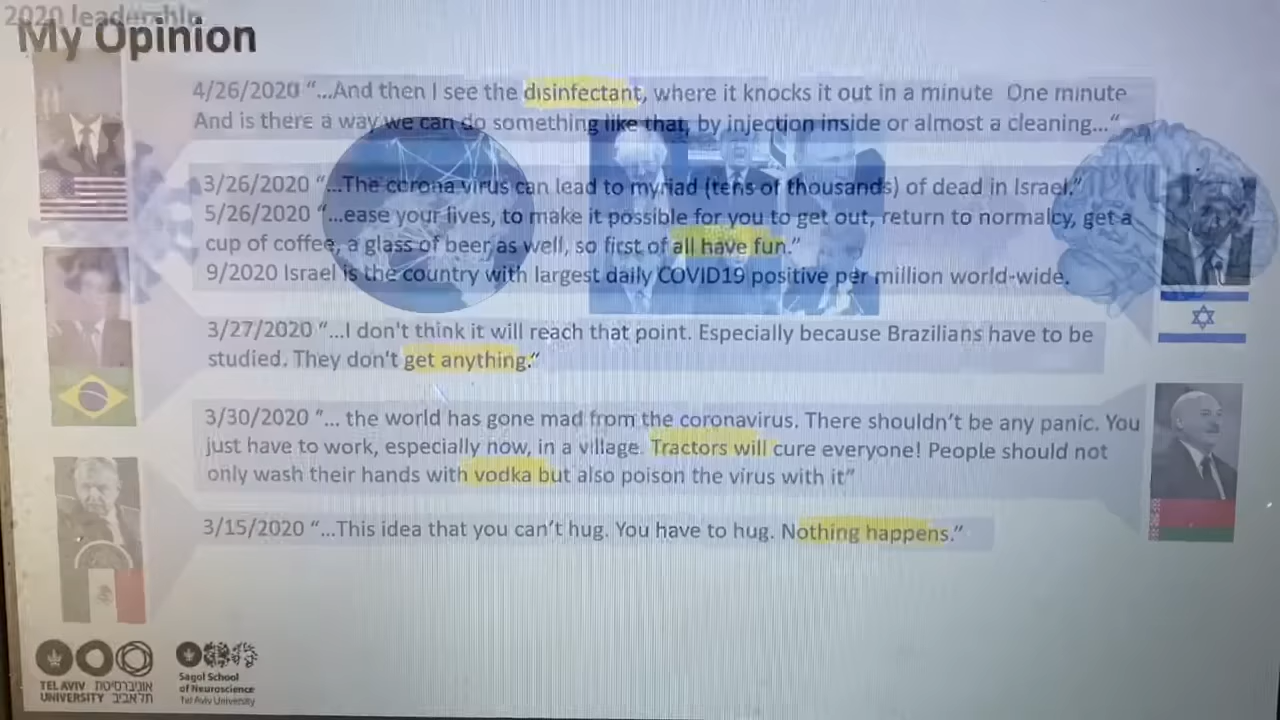 2020 leadership
My Opinion
4/26/2020 “...And then I see the disinfectant, where it knocks it out in a minute One minute
And is there a way we can do something like that, by injection inside or almost a cleaning...“
3/26/2020 “...The corona virus can lead to myriad (tens of thousands) of dead in Israel.”
5/26/2020 “...ease your lives, to make it possible for you to get out, return to normalcy, get a
cup of coffee, a glass of beer as well, so first of all have fun.”
9/2020 Israel is the country with largest daily COVID19 positive per million world-wide.
3/27/2020 “...I don't think it will reach that point. Especially because Brazilians have to be
studied. They don't get anything.“
3/30/2020 “... the world has gone mad from the coronavirus. There shouldn’t be any panic. You
just have to work, especially now, in a village. Tractors will cure everyone! People should not
only wash their hands with vodka but also poison the virus with it”
3/15/2020 “...This idea that you can’t hug. You have to hug. Nothing happens.”
TEL AVIV אוניברסיטת
UNIVERSITY תל אביב
Sagol School
of Neuroscience
Tel Aviv University